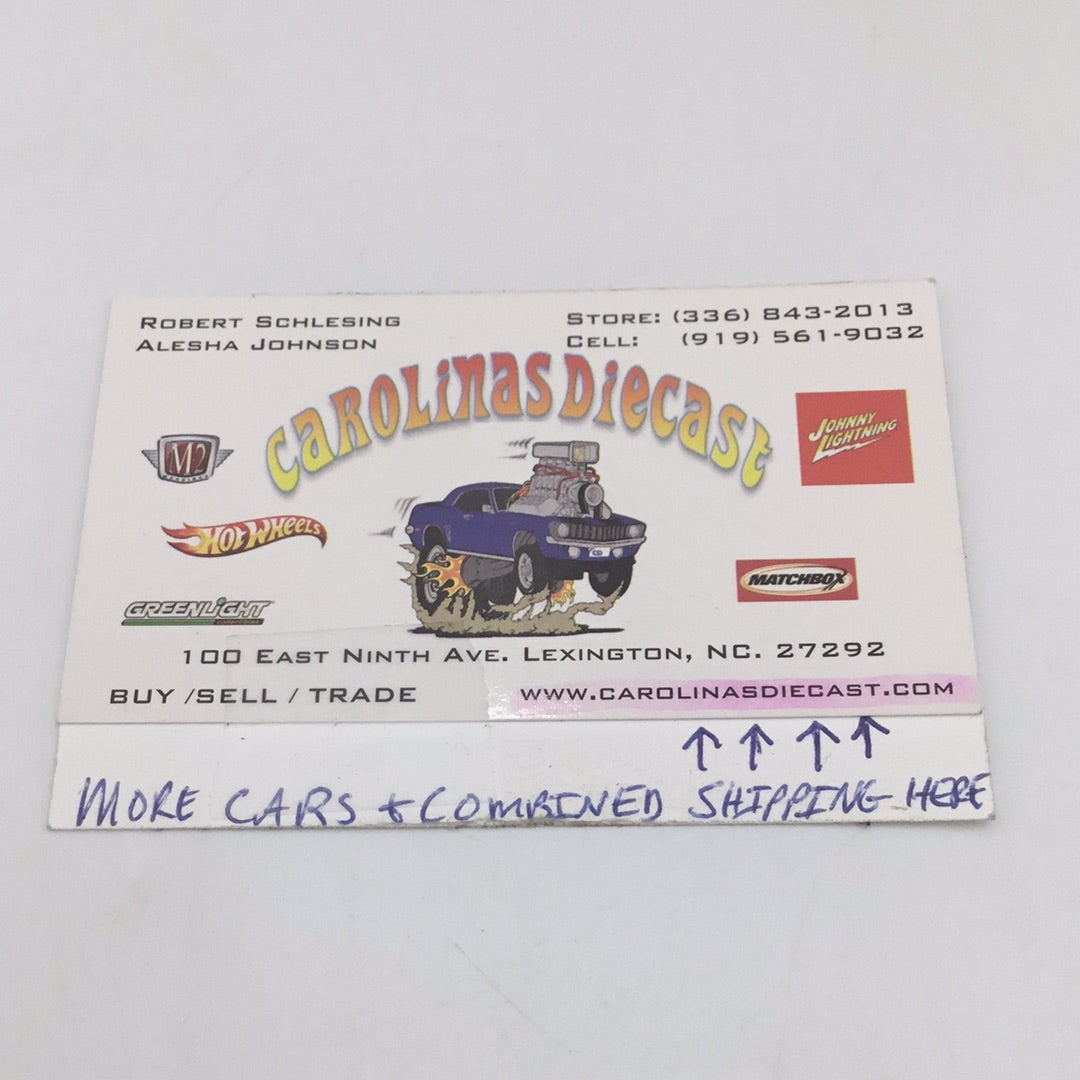 ROBERT SCHLESING
ALESHA JOHNSON
STORE: (336) 843-2013
CELL: (919) 561-9032
CAROLINAS DIECAST
M2
JOHNNY LIGHTNING
HOT WHEELS
CD
MATCHBOX
GREENLIGHT
100 EAST NINTH AVE. LEXINGTON, NC. 27292
BUY /SELL / TRADE
WWW.CAROLINASDIECAST.COM
MORE CARS + COMBINED SHIPPING HERE